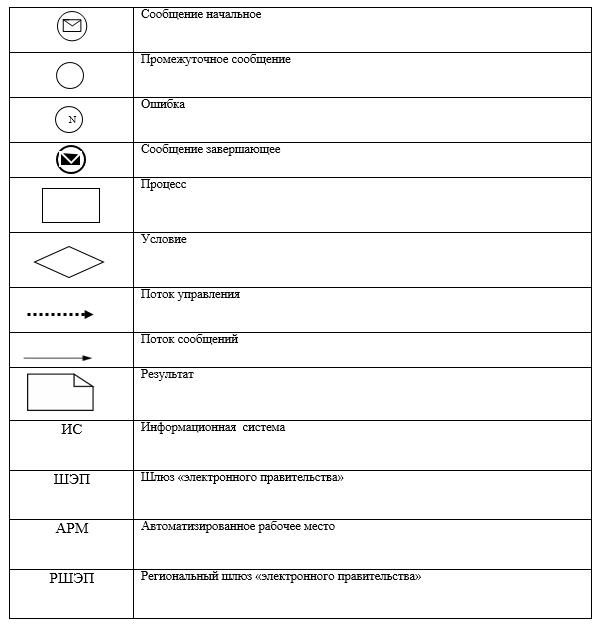 Сообщение начальное
Промежуточное сообщение
N
Ошибка
Сообщение завершающее
Процесс
Условие
Поток управления
Поток сообщений
Результат
ИС
Информационная система
ШЭП
Шлюз «электронного правительства»
АРМ
Автоматизированное рабочее место
РШЭП
Региональный шлюз «электронного правительства»